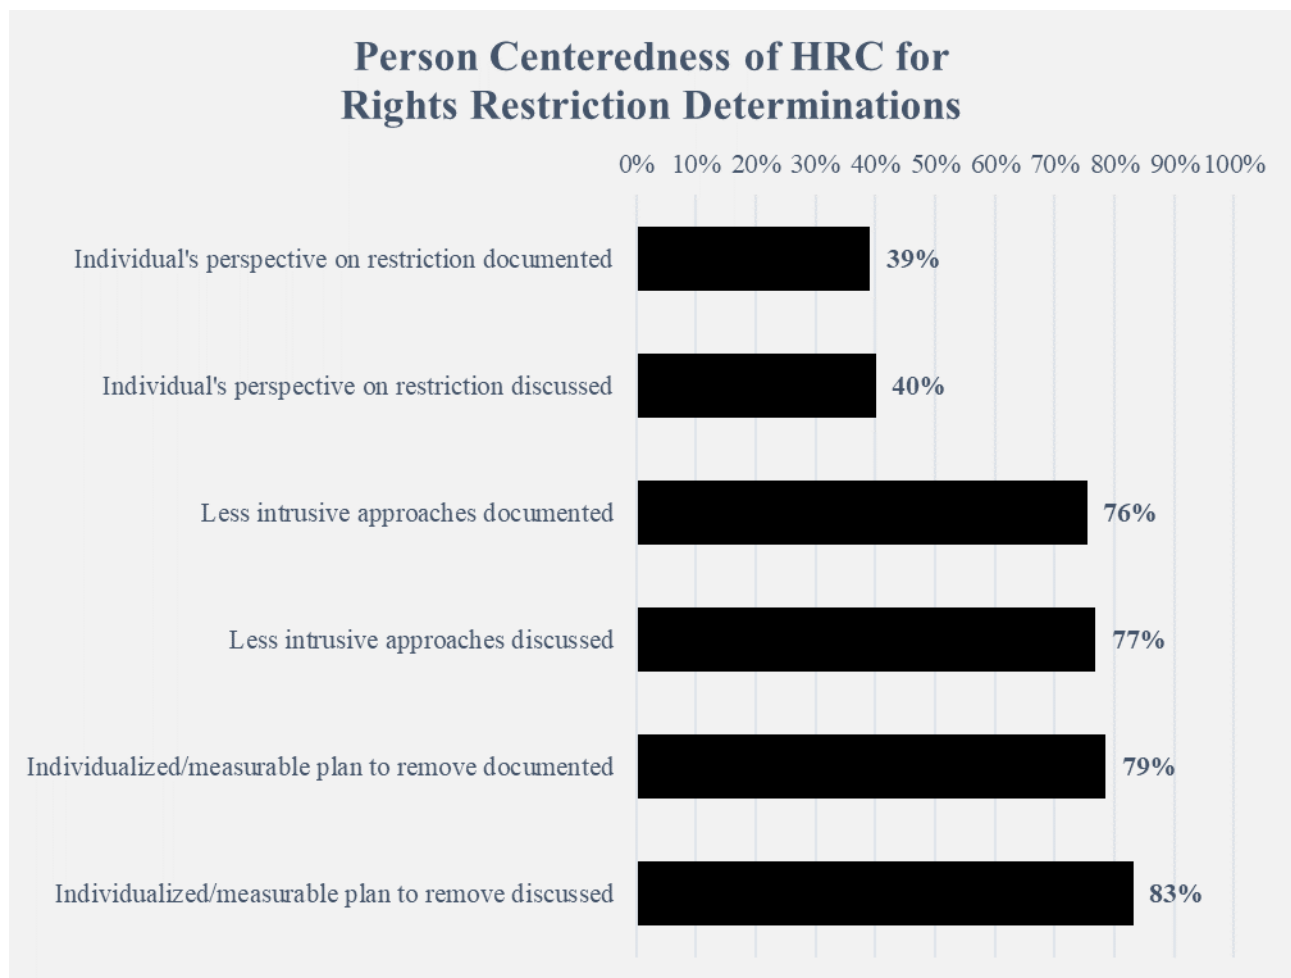 Person Centeredness of HRC for
Rights Restriction Determinations
0% 10% 20% 30% 40% 50% 60% 70% 80% 90% 100%
Individual's perspective on restriction documented 39%
Individual's perspective on restriction discussed 40%
Less intrusive approaches documented 76%
Less intrusive approaches discussed 77%
Individualized/measurable plan to remove documented 79%
Individualized/measurable plan to remove discussed 83%